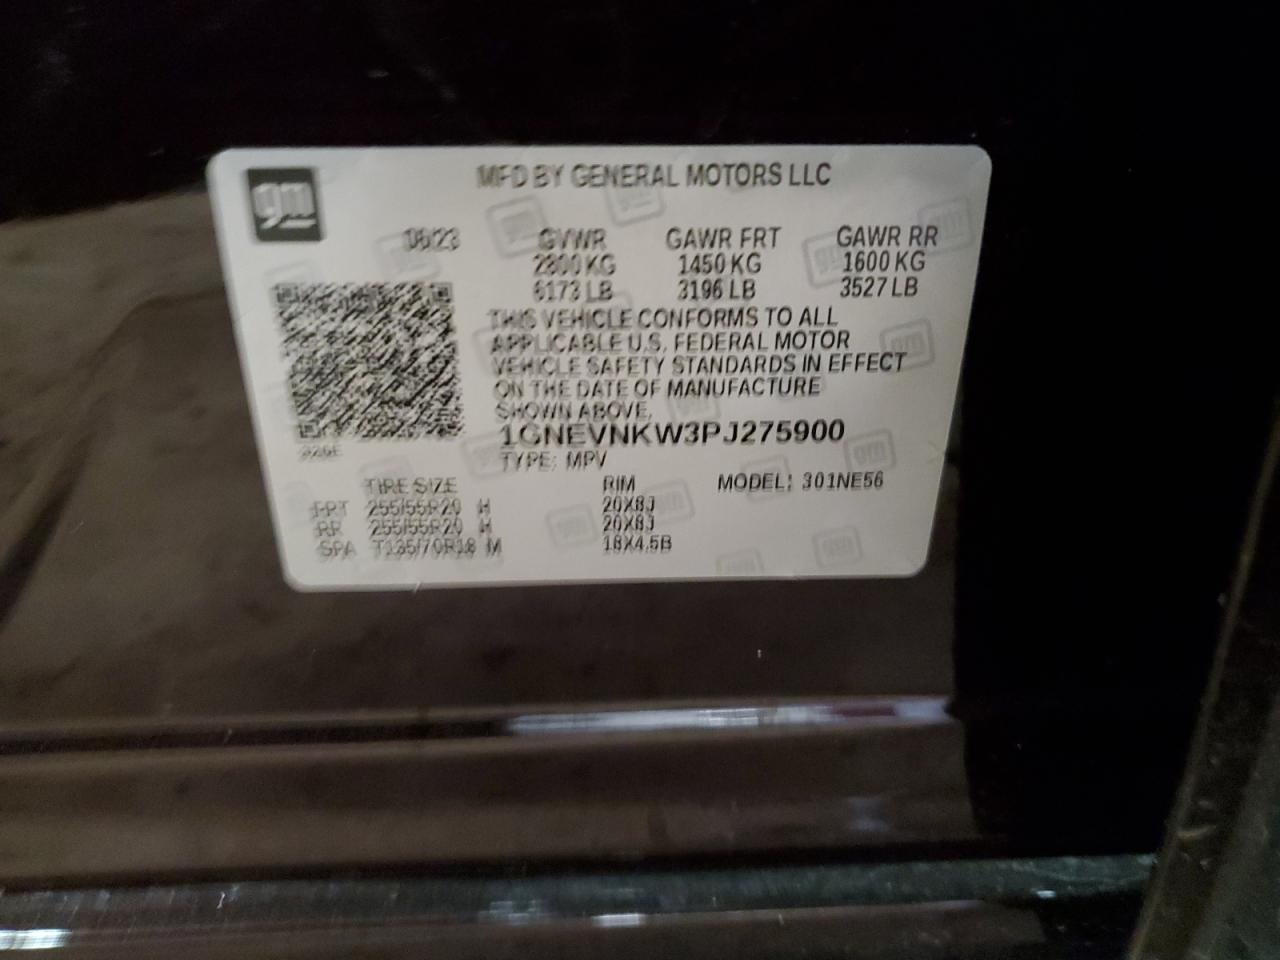 gm
MFD BY GENERAL MOTORS LLC
06/23 GVWR GAWR FRT GAWR RR
2800 KG 1450 KG 1600 KG
6173 LB 3196 LB 3527 LB
THIS VEHICLE CONFORMS TO ALL
APPLICABLE U.S. FEDERAL MOTOR
VEHICLE SAFETY STANDARDS IN EFFECT
ON THE DATE OF MANUFACTURE
SHOWN ABOVE.
1GNEVNKW3PJ275900
TYPE: MPV
TIRE SIZE RIM MODEL: 301NE56
FRT 255/55R20 H 20X8J
RR 255/55R20 H 20X8J
SPA T135/70R18 M 18X4.5B